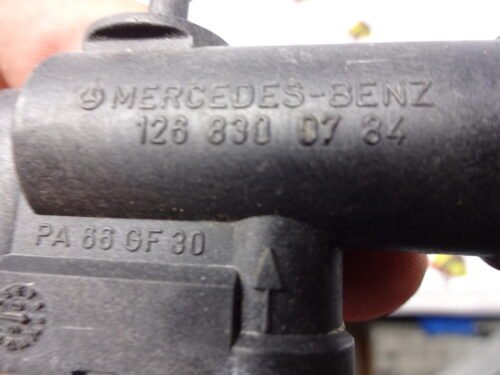 MERCEDES-BENZ
126 830 07 84
PA 66 GF 30